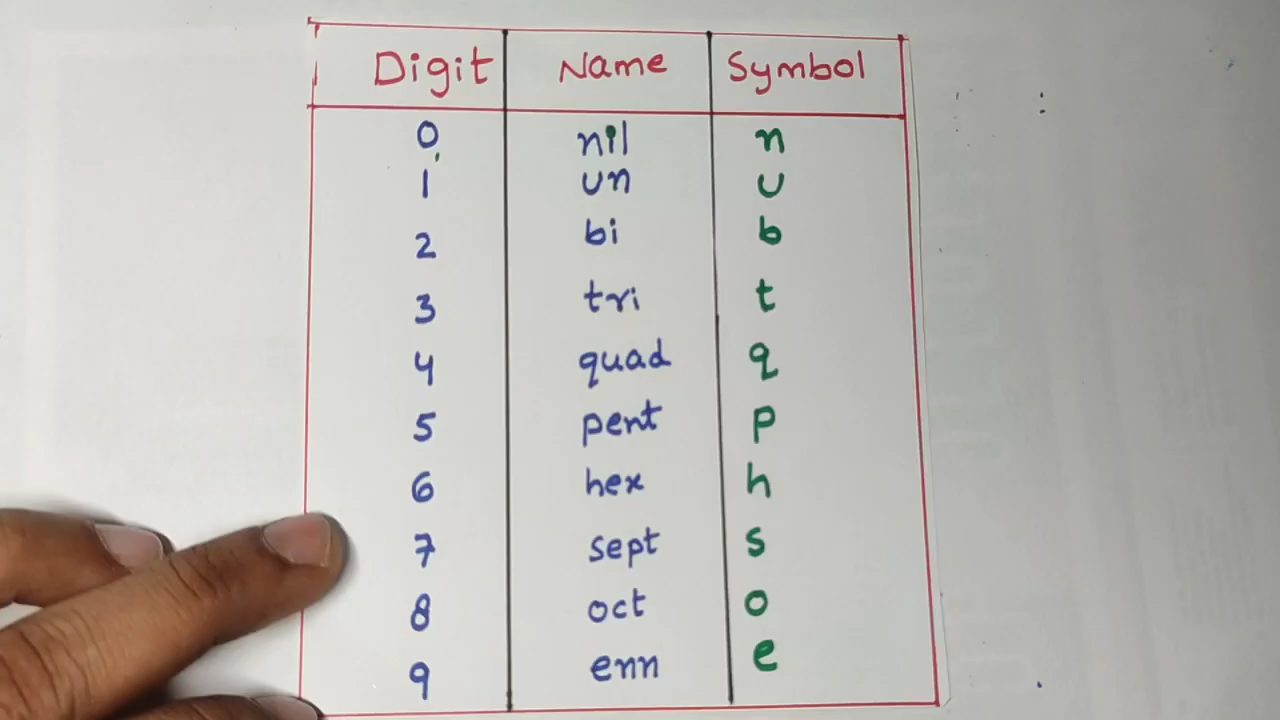 Digit Name Symbol
0 nil n
1 un u
2 bi b
3 tri t
4 quad q
5 pent p
6 hex h
7 sept s
8 oct o
9 enn e